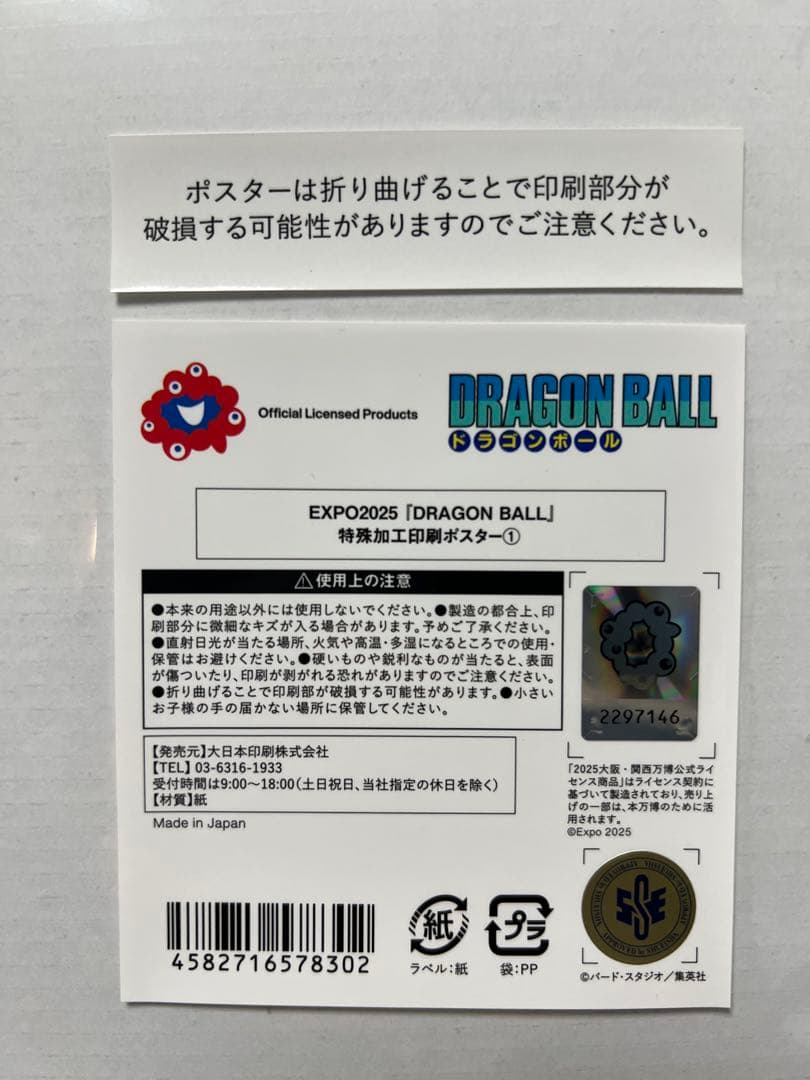 ポスターは折り曲げることで印刷部分が
破損する可能性がありますのでご注意ください。
Official Licensed Products
DRAGON BALL
ドラゴンボール
EXPO2025『DRAGON BALL』
特殊加工印刷ポスター①
⚠使用上の注意
●本来の用途以外には使用しないでください。●製造の都合上、印
刷部分に微細なキズが入る場合があります。予めご了承ください。
●直射日光が当たる場所、火気や高温・多湿になるところでの使用・
保管はお避けください。●硬いものや鋭利なものが当たると、表面
が傷ついたり、印刷が剥がれる恐れがありますのでご注意ください。
●折り曲げることで印刷部が破損する可能性があります。●小さい
お子様の手の届かない場所に保管してください。
2297146
【発売元】大日本印刷株式会社
【TEL】03-6316-1933
受付時間は9:00〜18:00(土日祝日、当社指定の休日を除く)
【材質】紙
Made in Japan
「2025大阪・関西万博公式ライ
センス商品」はライセンス契約に
基づいて製造されており、売り上
げの一部は、本万博のために活
用されます。
©Expo 2025
4582716578302
紙
ラベル:紙
プラ
袋:PP
APPROVED by SHUEISHA
©バード・スタジオ/集英社